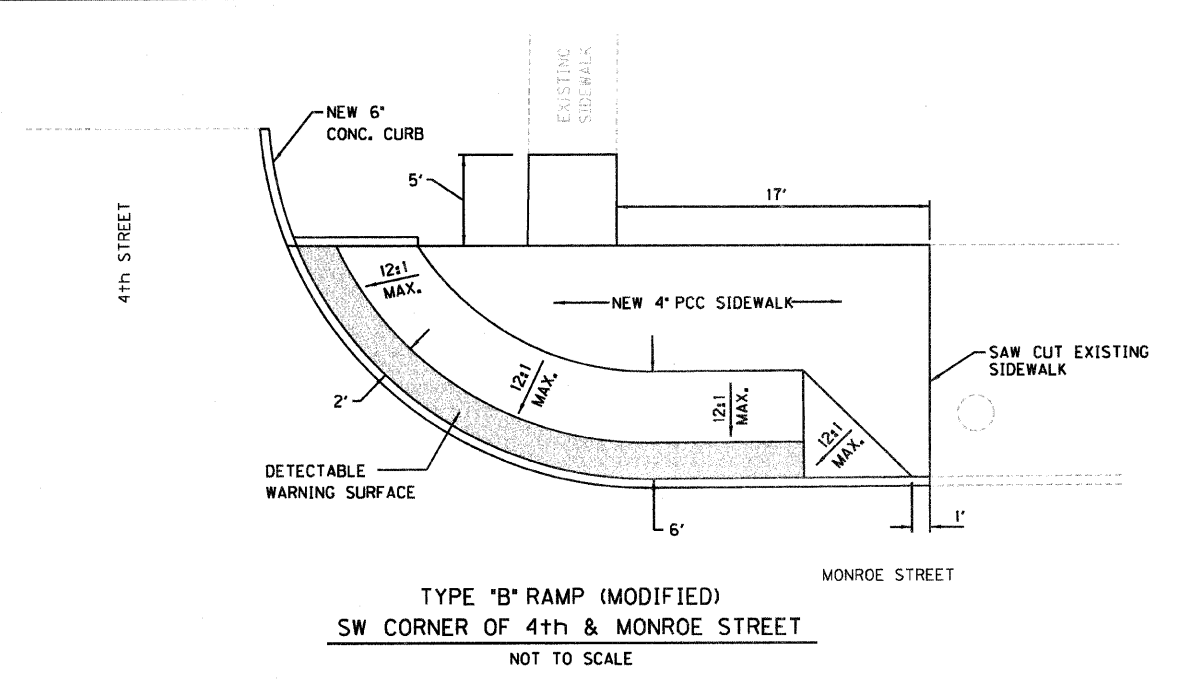 EXISTING
SIDEWALK
NEW 6"
CONC. CURB
5'
17'
4th STREET
12:1
MAX.
NEW 4" PCC SIDEWALK
SAW CUT EXISTING
SIDEWALK
12:1
MAX.
12:1
MAX.
12:1
MAX.
2'
DETECTABLE
WARNING SURFACE
6'
1'
MONROE STREET
TYPE "B" RAMP (MODIFIED)
SW CORNER OF 4th & MONROE STREET
NOT TO SCALE